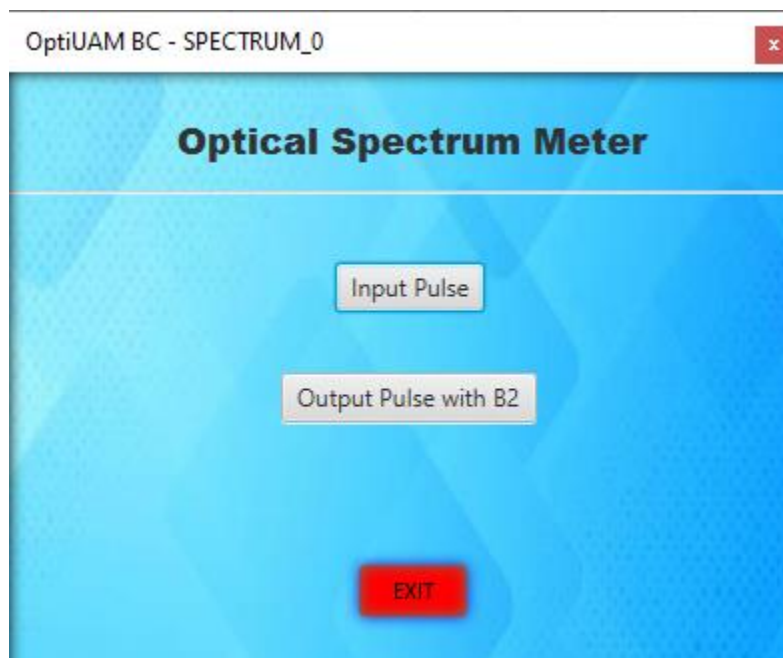 OptiUAM BC - SPECTRUM_0
x
Optical Spectrum Meter
Input Pulse
Output Pulse with B2
EXIT